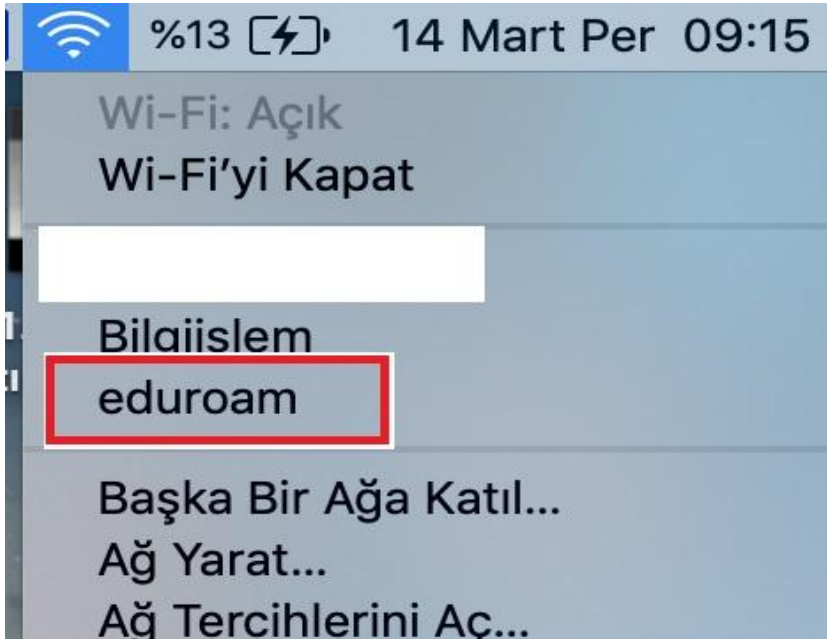 %13 14 Mart Per 09:15
Wi-Fi: Açık
Wi-Fi'yi Kapat
Bilgiislem
eduroam
Başka Bir Ağa Katıl...
Ağ Yarat...
Ağ Tercihlerini Aç...